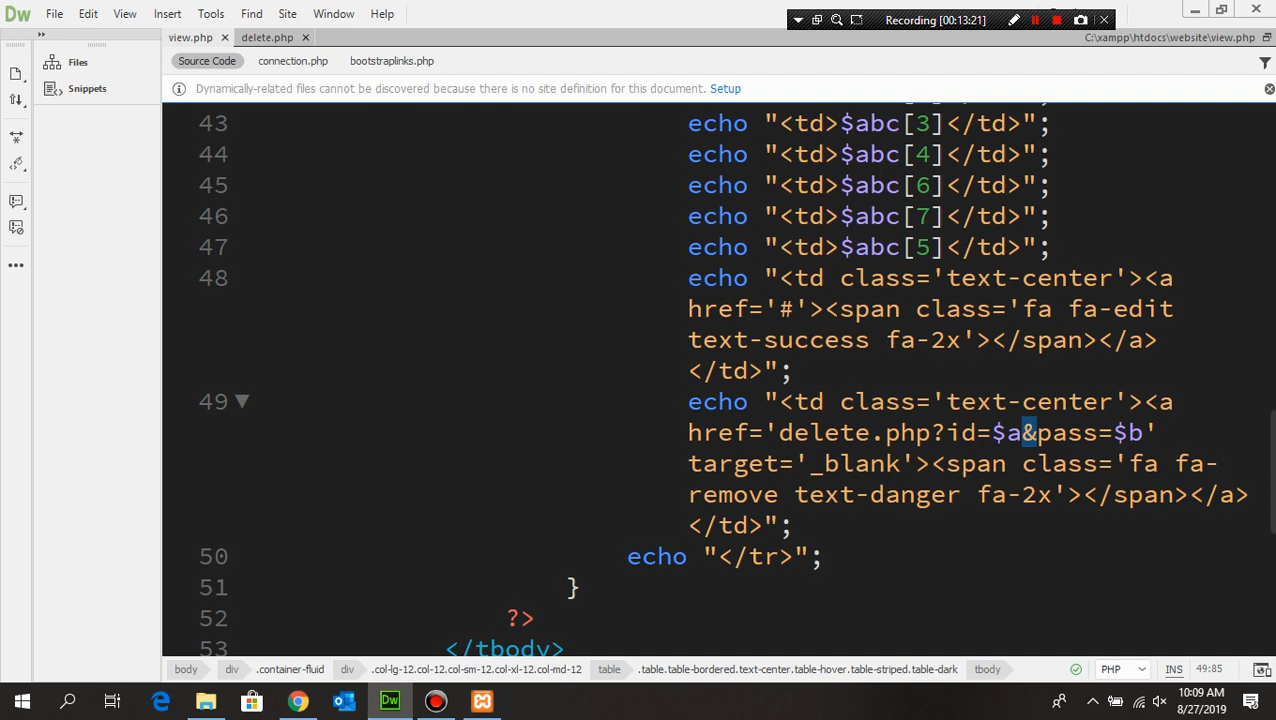 Dw File Edit View Insert Tools Find Site Window Help
Recording [00:13:21]
view.php delete.php C:\xampp\htdocs\website\view.php
Source Code connection.php bootstraplinks.php
Files
Snippets
Dynamically-related files cannot be discovered because there is no site definition for this document. Setup
43 echo "<td>$abc[3]</td>";
44 echo "<td>$abc[4]</td>";
45 echo "<td>$abc[6]</td>";
46 echo "<td>$abc[7]</td>";
47 echo "<td>$abc[5]</td>";
48 echo "<td class='text-center'><a
href='#'><span class='fa fa-edit
text-success fa-2x'></span></a>
</td>";
49 echo "<td class='text-center'><a
href='delete.php?id=$a&pass=$b'
target='_blank'><span class='fa fa-
remove text-danger fa-2x'></span></a>
</td>";
50 echo "</tr>";
51 }
52 ?>
53 </tbody>
body div .container-fluid div .col-lg-12.col-12.col-sm-12.col-xl-12.col-md-12 table .table.table-bordered.text-center.table-hover.table-striped.table-dark tbody PHP INS 49:85
Dw
10:09 AM
8/27/2019